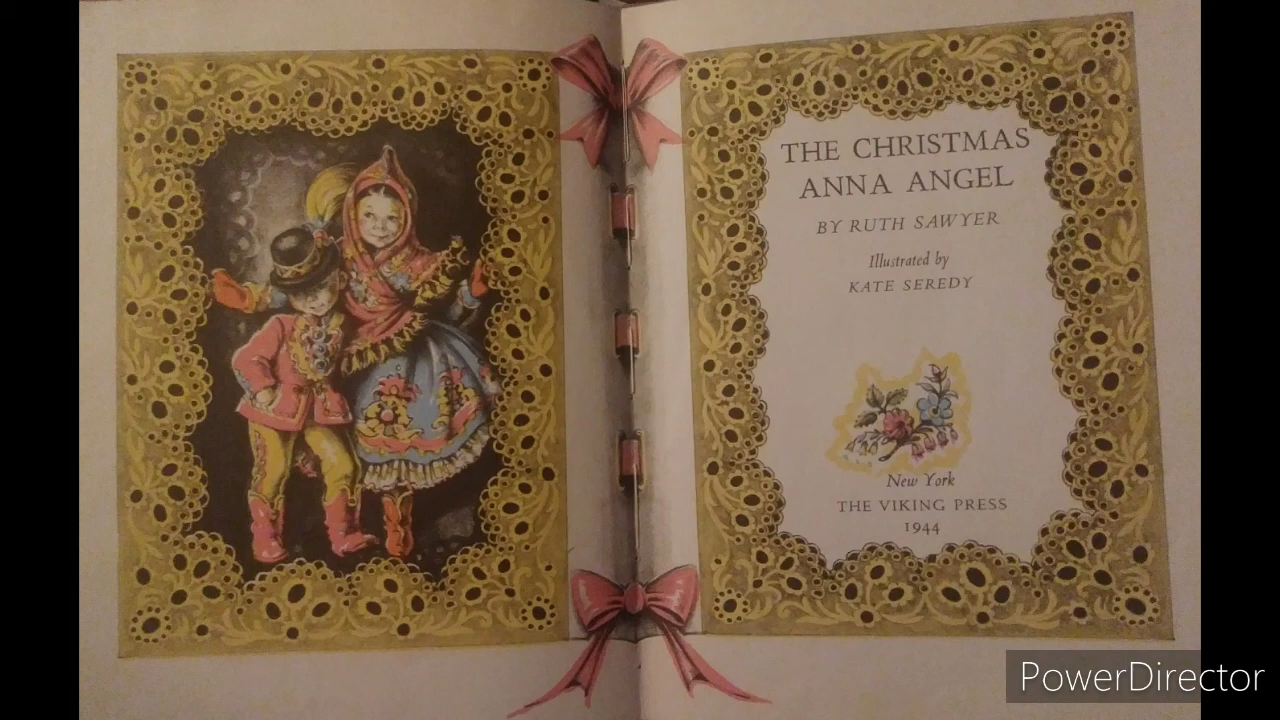 THE CHRISTMAS
ANNA ANGEL
BY RUTH SAWYER
Illustrated by
KATE SEREDY
New York
THE VIKING PRESS
1944
PowerDirector